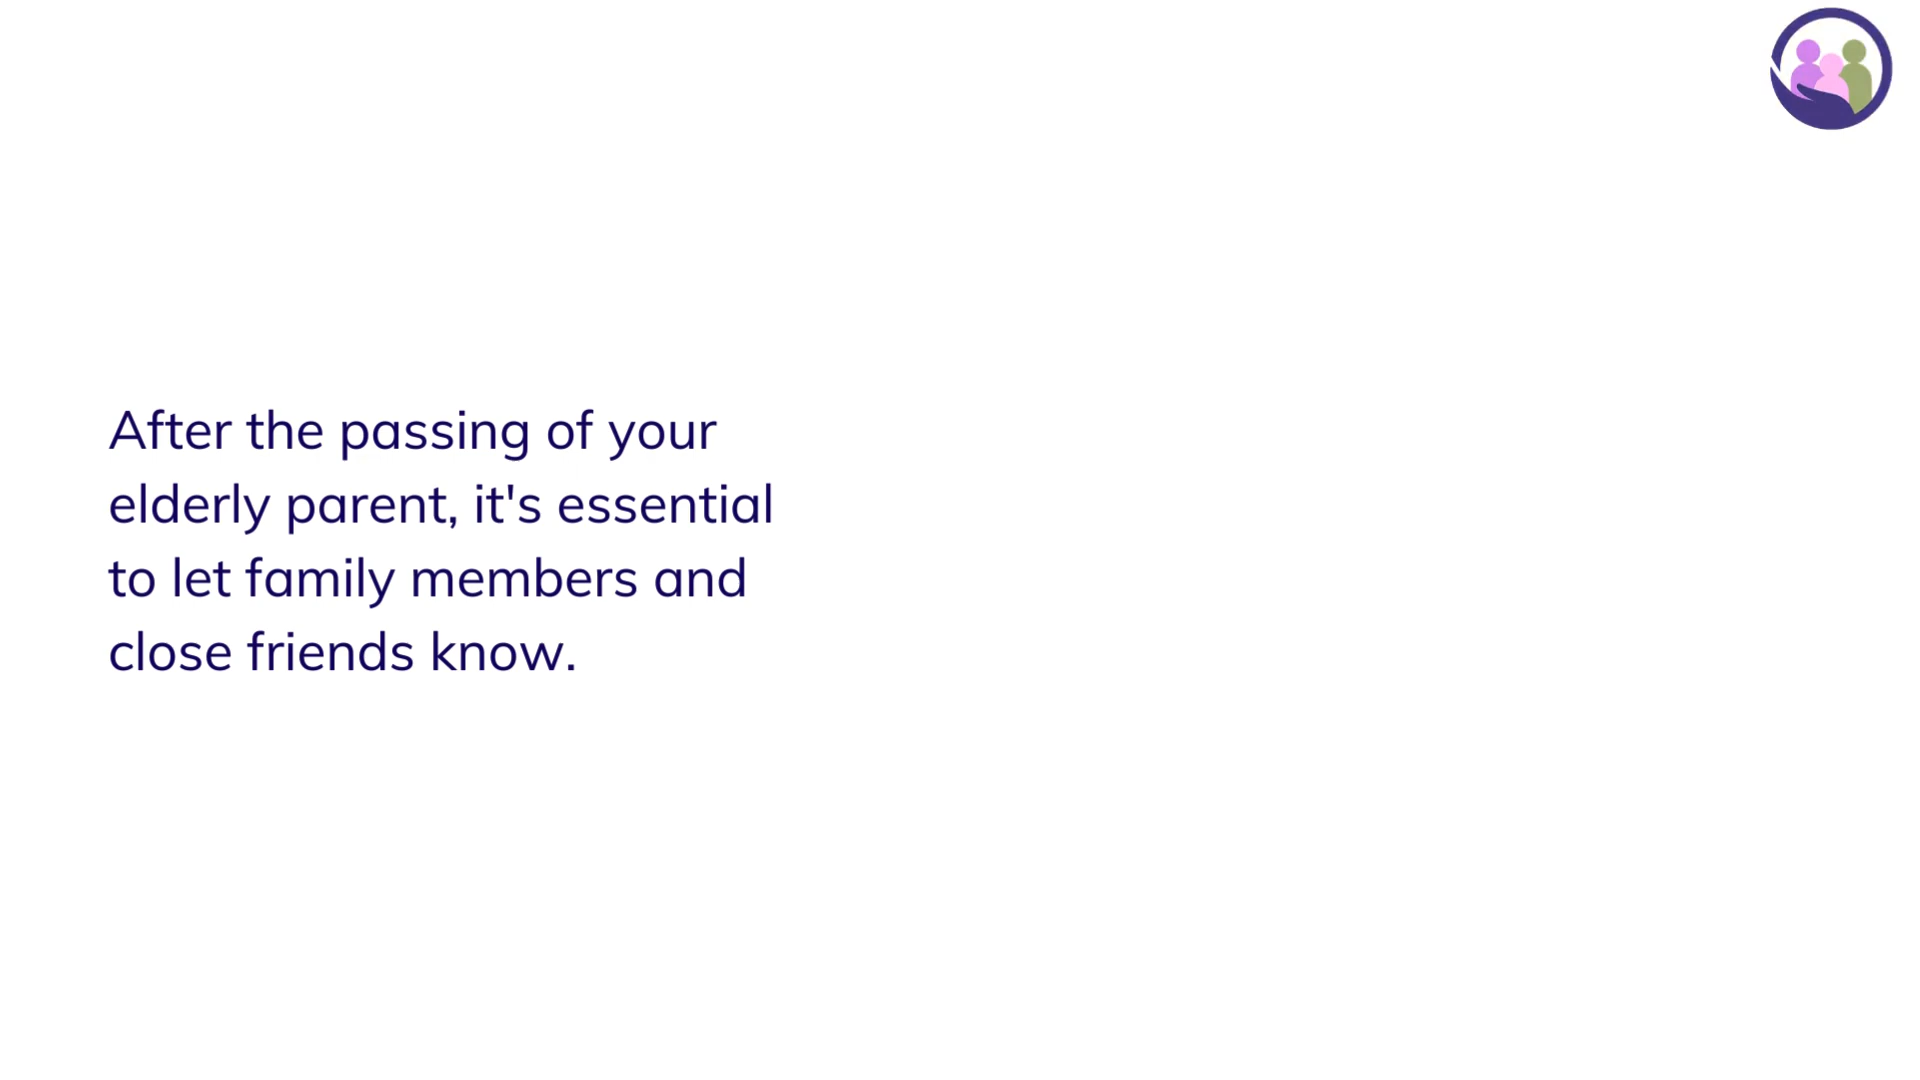 After the passing of your
elderly parent, it's essential
to let family members and
close friends know.